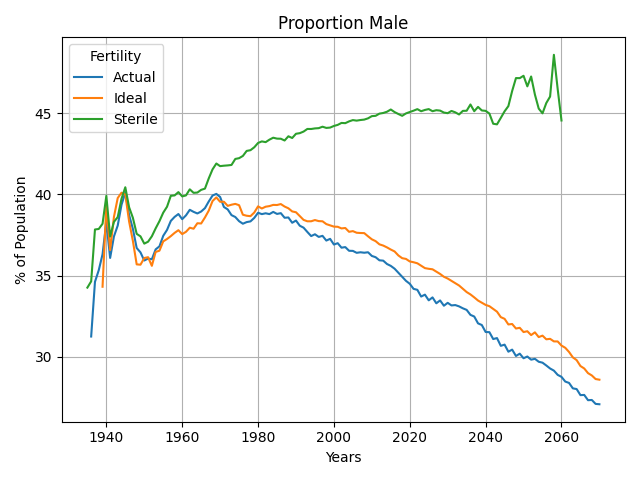 Proportion Male
Fertility
Actual
Ideal
Sterile
% of Population
45
40
35
30
1940 1960 1980 2000 2020 2040 2060
Years